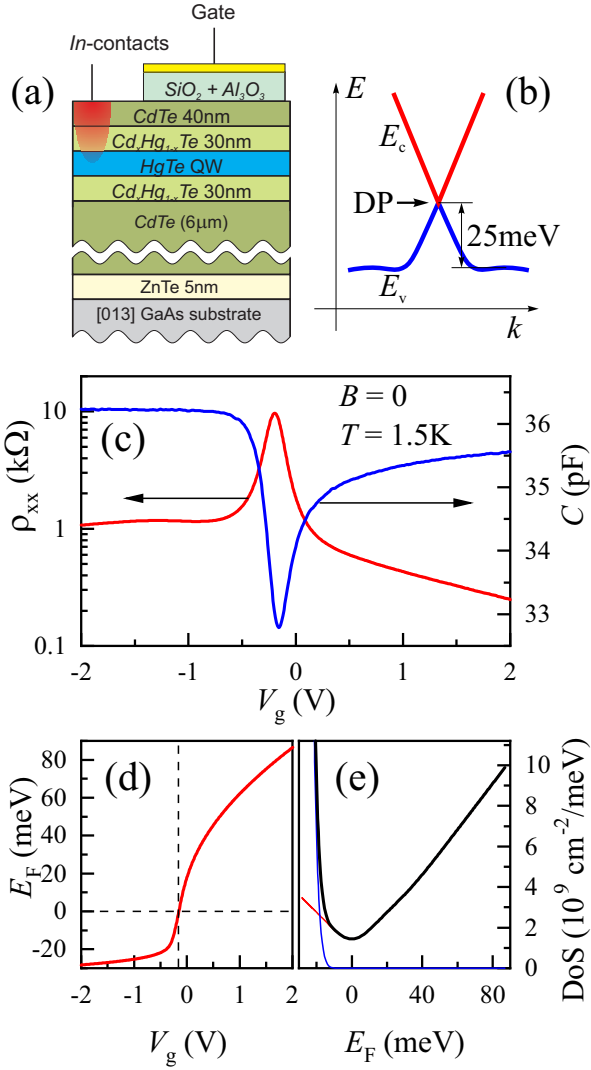 Gate
In-contacts
(a)
SiO2 + Al3O3
CdTe 40nm
CdxHg1-xTe 30nm
HgTe QW
CdxHg1-xTe 30nm
CdTe (6μm)
ZnTe 5nm
[013] GaAs substrate
(b)
E
Ec
DP
25meV
Ev
k
(c)
B = 0
T = 1.5K
ρxx (kΩ)
10
1
0.1
C (pF)
36
35
34
33
-2 -1 0 1 2
Vg (V)
(d)
EF (meV)
80
60
40
20
0
-20
-2 -1 0 1 2
Vg (V)
(e)
DoS (10⁹ cm⁻²/meV)
10
8
6
4
2
0
0 40 80
EF (meV)